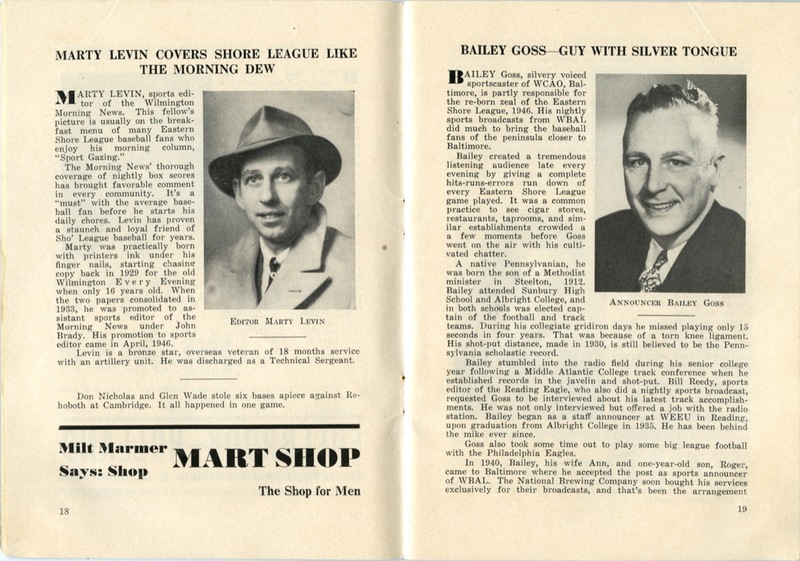 MARTY LEVIN COVERS SHORE LEAGUE LIKE
THE MORNING DEW
MARTY LEVIN, sports edi-
tor of the Wilmington
Morning News. This fellow's
picture is usually on the break-
fast menu of many Eastern
Shore League baseball fans who
enjoy his morning column,
"Sport Gazing."
The Morning News' thorough
coverage of nightly box scores
has brought favorable comment
in every community. It's a
"must" with the average base-
ball fan before he starts his
daily chores. Levin has proven
a staunch and loyal friend of
Sho' League baseball for years.
Marty was practically born
with printers ink under his
finger nails, starting chasing
copy back in 1929 for the old
Wilmington Every Evening
when only 16 years old. When
the two papers consolidated in
1933, he was promoted to as-
sistant sports editor of the
Morning News under John
Brady. His promotion to sports
editor came in April, 1946.
Levin is a bronze star, overseas veteran of 18 months service
with an artillery unit. He was discharged as a Technical Sergeant.
EDITOR MARTY LEVIN
Don Nicholas and Glen Wade stole six bases apiece against Re-
hoboth at Cambridge. It all happened in one game.
Milt Marmer
Says: Shop
MART SHOP
The Shop for Men
18
BAILEY GOSS—GUY WITH SILVER TONGUE
BAILEY Goss, silvery voiced
sportscaster of WCAO, Bal-
timore, is partly responsible for
the re-born zeal of the Eastern
Shore League, 1946. His nightly
sports broadcasts from WBAL
did much to bring the baseball
fans of the peninsula closer to
Baltimore.
Bailey created a tremendous
listening audience late every
evening by giving a complete
hits-runs-errors run down of
every Eastern Shore League
game played. It was a common
practice to see cigar stores,
restaurants, taprooms, and sim-
ilar establishments crowded a
a few moments before Goss
went on the air with his culti-
vated chatter.
A native Pennsylvanian, he
was born the son of a Methodist
minister in Steelton, 1912.
Bailey attended Sunbury High
School and Albright College, and
in both schools was elected cap-
tain of the football and track
teams. During his collegiate gridiron days he missed playing only 15
seconds in four years. That was because of a torn knee ligament.
His shot-put distance, made in 1930, is still believed to be the Penn-
sylvania scholastic record.
ANNOUNCER BAILEY GOSS
Bailey stumbled into the radio field during his senior college
year following a Middle Atlantic College track conference when he
established records in the javelin and shot-put. Bill Reedy, sports
editor of the Reading Eagle, who also did a nightly sports broadcast,
requested Goss to be interviewed about his latest track accomplish-
ments. He was not only interviewed but offered a job with the radio
station. Bailey began as a staff announcer at WEEU in Reading,
upon graduation from Albright College in 1935. He has been behind
the mike ever since.
Goss also took some time out to play some big league football
with the Philadelphia Eagles.
In 1940, Bailey, his wife Ann, and one-year-old son, Roger,
came to Baltimore where he accepted the post as sports announcer
of WBAL. The National Brewing Company soon bought his services
exclusively for their broadcasts, and that's been the arrangement
19